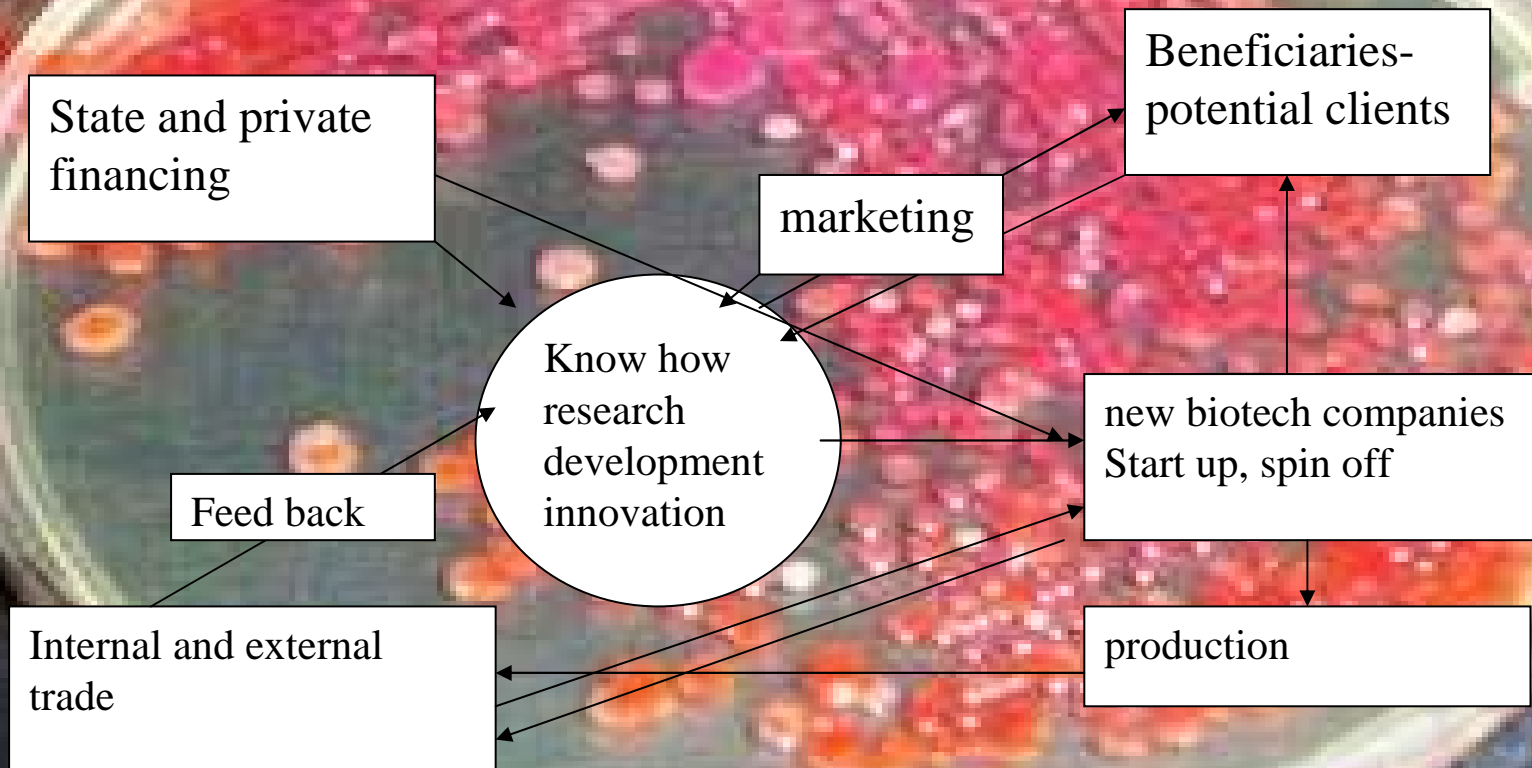 State and private
financing
Beneficiaries-
potential clients
marketing
Know how
research
development
innovation
new biotech companies
Start up, spin off
Feed back
Internal and external
trade
production